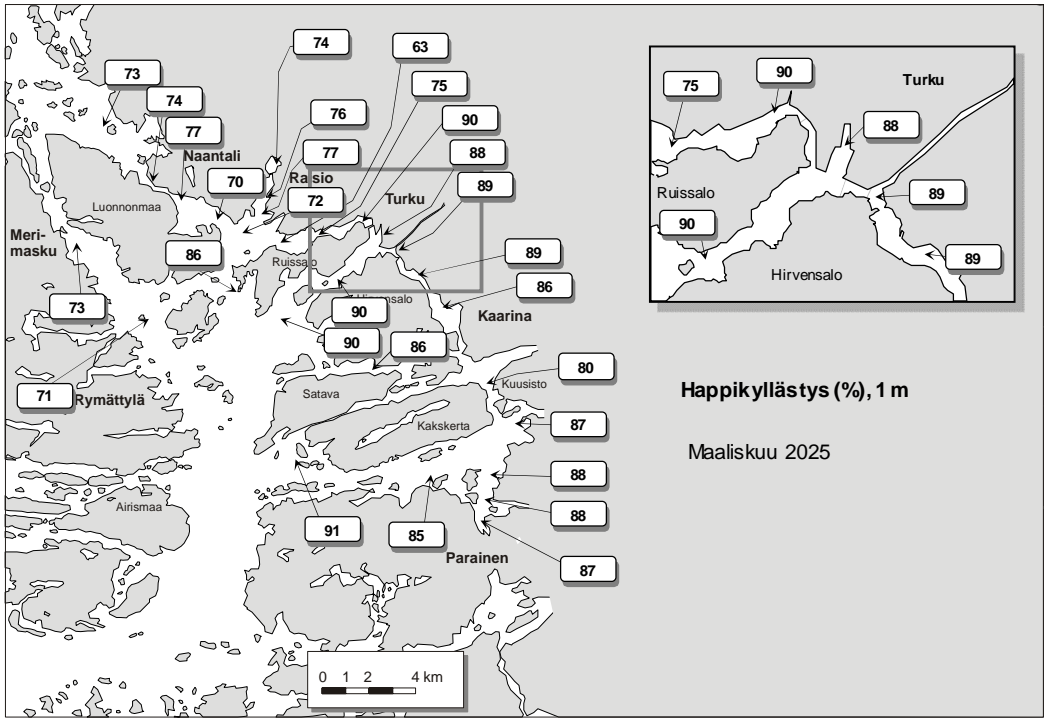 74
63
73
75
74
76
90
77
Naantali
77
88
70
Raisio
89
72
Turku
Luonnonmaa
Meri-
masku
86
Ruissalo
89
Hirvensalo
86
73
90
Kaarina
90
86
80
71
Rymättylä
Satava
Kuusisto
87
Kakskerta
88
Airismaa
91
85
88
Parainen
87
0 1 2 4 km
90
Turku
75
88
Ruissalo
89
90
Hirvensalo
89
Happikyllästys (%), 1 m
Maaliskuu 2025